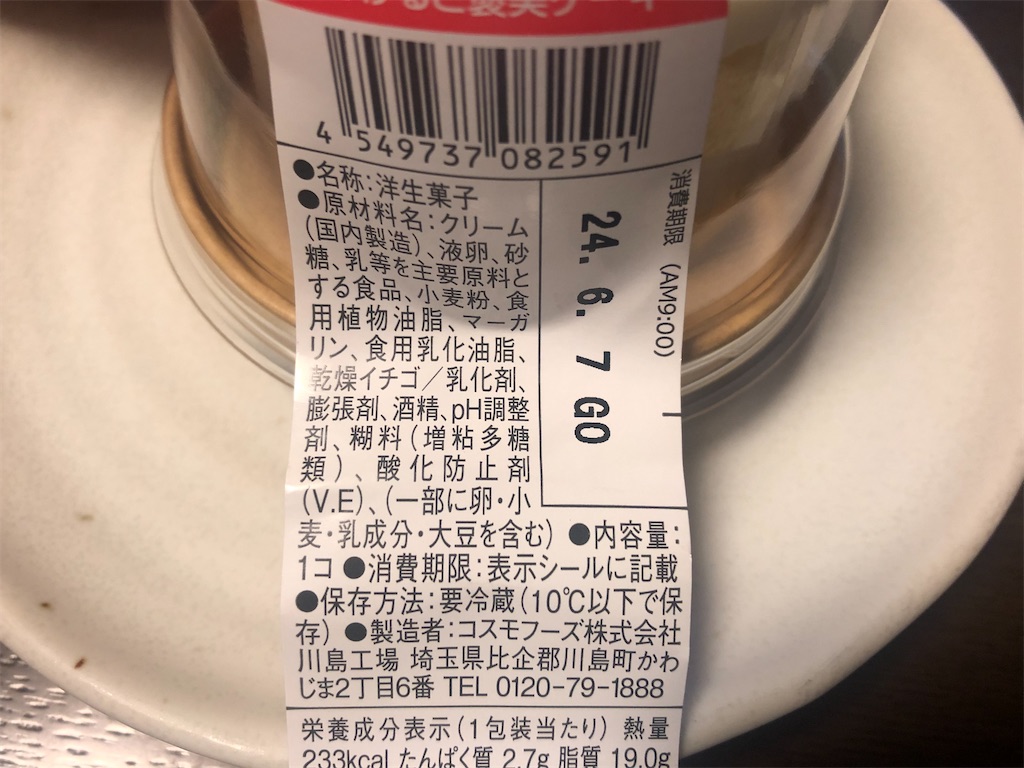 ご褒美ケーキ
4 549737 082591
消費期限 (AM9:00)
24. 6. 7 GO
●名称:洋生菓子
●原材料名:クリーム
(国内製造)、液卵、砂
糖、乳等を主要原料と
する食品、小麦粉、食
用植物油脂、マーガ
リン、食用乳化油脂、
乾燥イチゴ/乳化剤、
膨張剤、酒精、pH調整
剤、糊料(増粘多糖
類)、酸化防止剤
(V.E)、(一部に卵・小
麦・乳成分・大豆を含む) ●内容量:
1コ ●消費期限:表示シールに記載
●保存方法:要冷蔵(10℃以下で保
存) ●製造者:コスモフーズ株式会社
川島工場 埼玉県比企郡川島町かわ
じま2丁目6番 TEL 0120-79-1888
栄養成分表示(1包装当たり) 熱量
233kcal たんぱく質 2.7g 脂質 19.0g